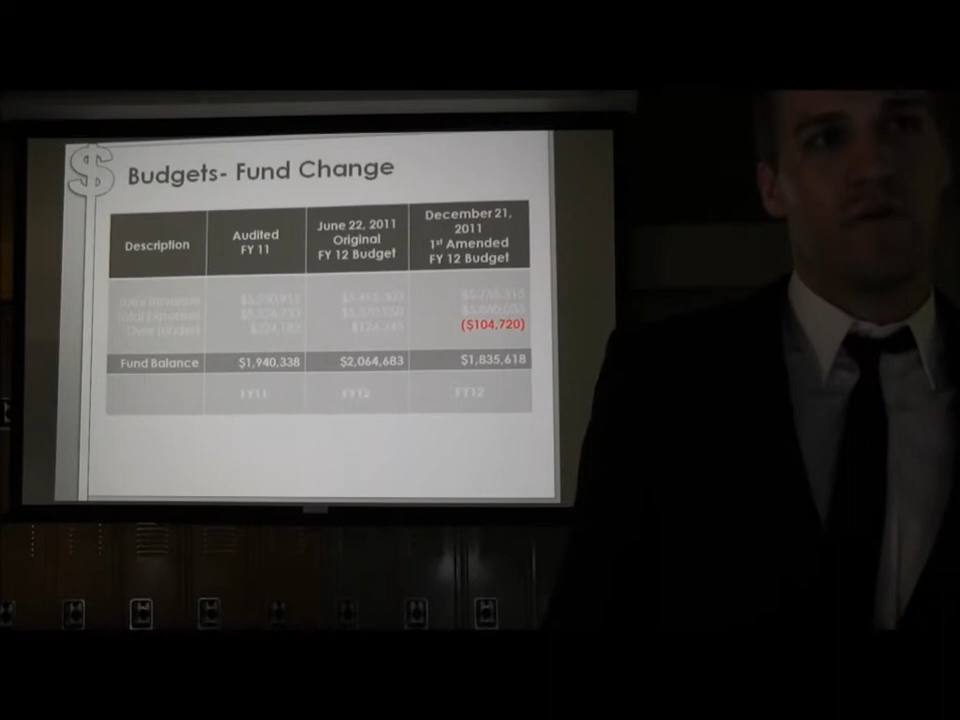 $
Budgets- Fund Change
Description
Audited
FY 11
June 22, 2011
Original
FY 12 Budget
December 21,
2011
1st Amended
FY 12 Budget
Over (under)
($104,720)
Fund Balance $1,940,338 $2,064,683 $1,835,618
FY11 FY12 FY12